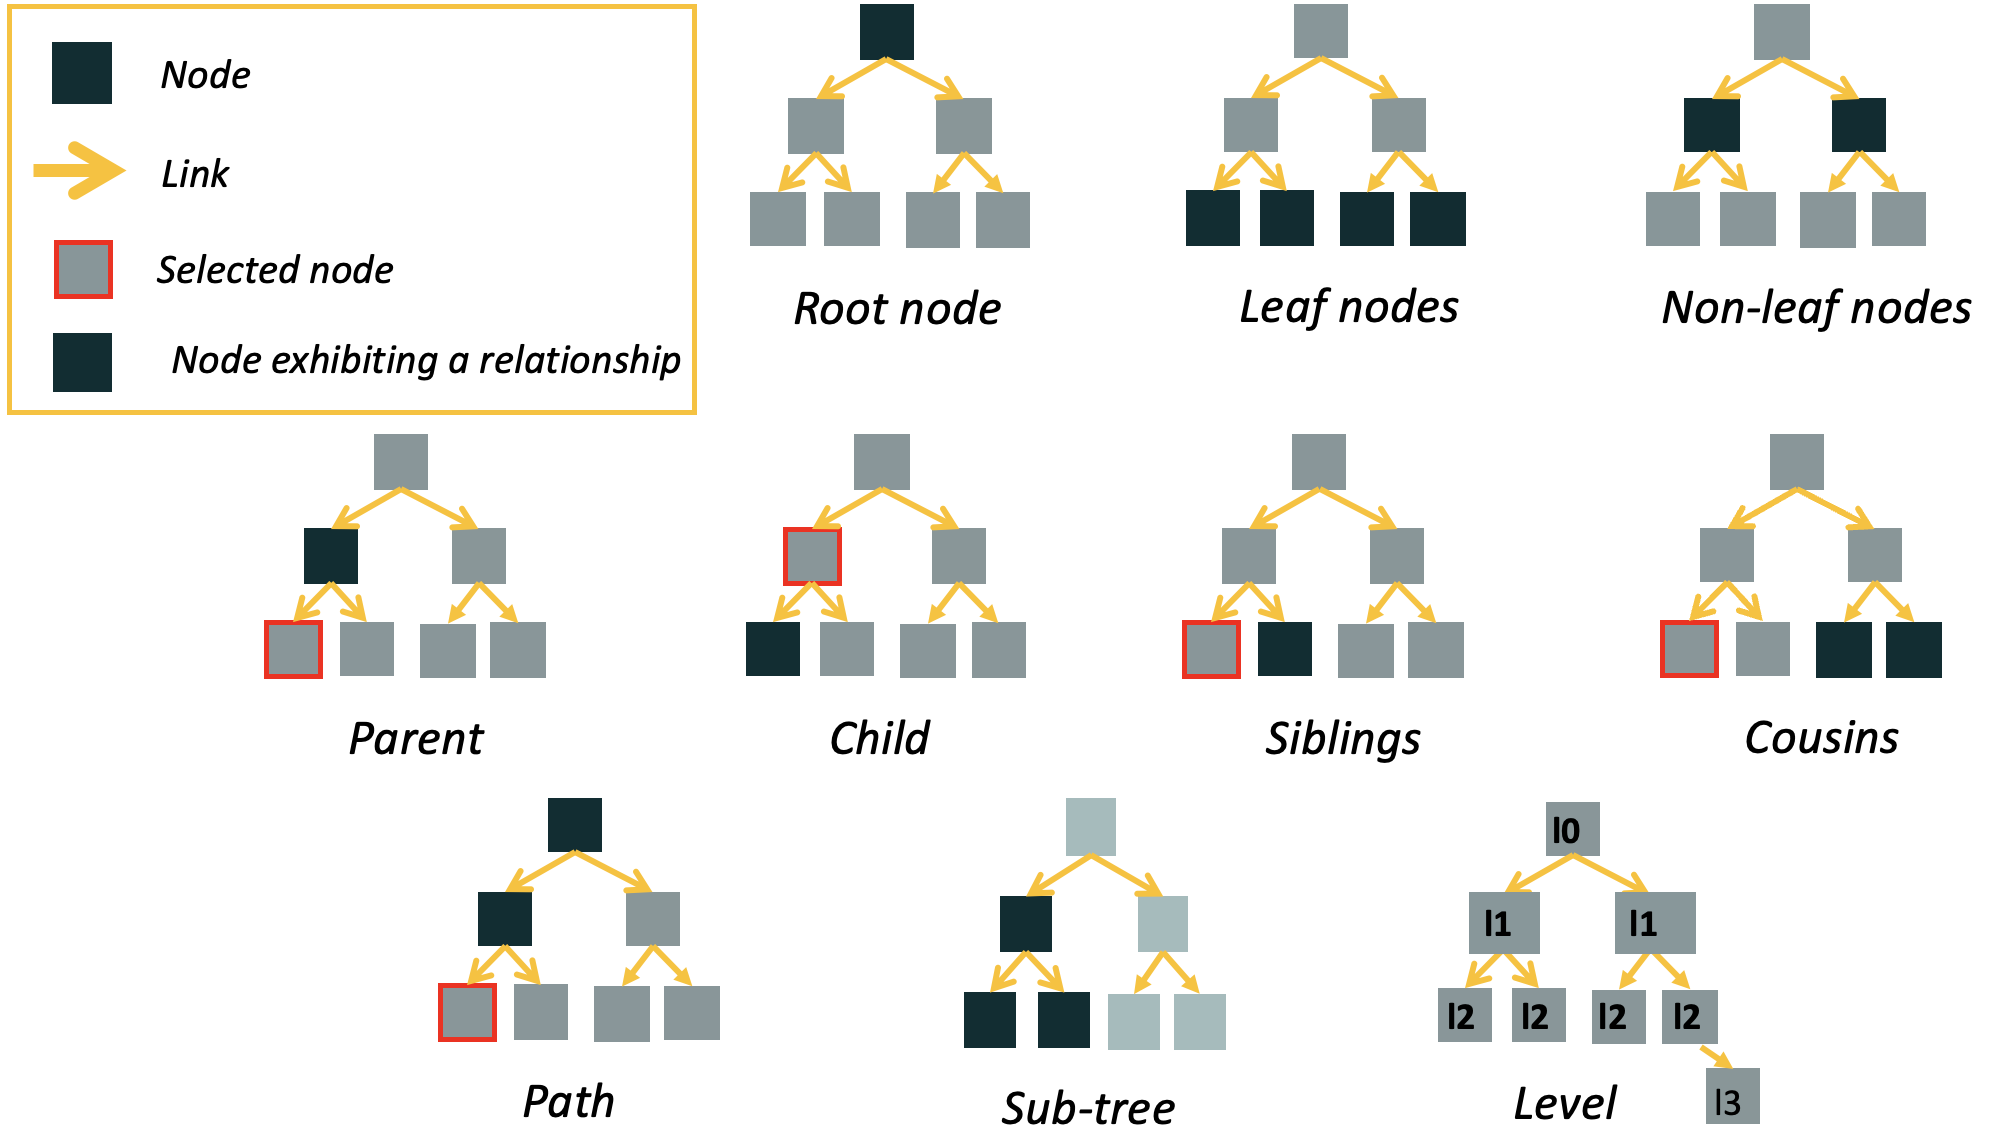 Node
Link
Selected node
Node exhibiting a relationship
Root node
Leaf nodes
Non-leaf nodes
Parent
Child
Siblings
Cousins
l0
l1 l1
l2 l2 l2 l2
l3
Path
Sub-tree
Level